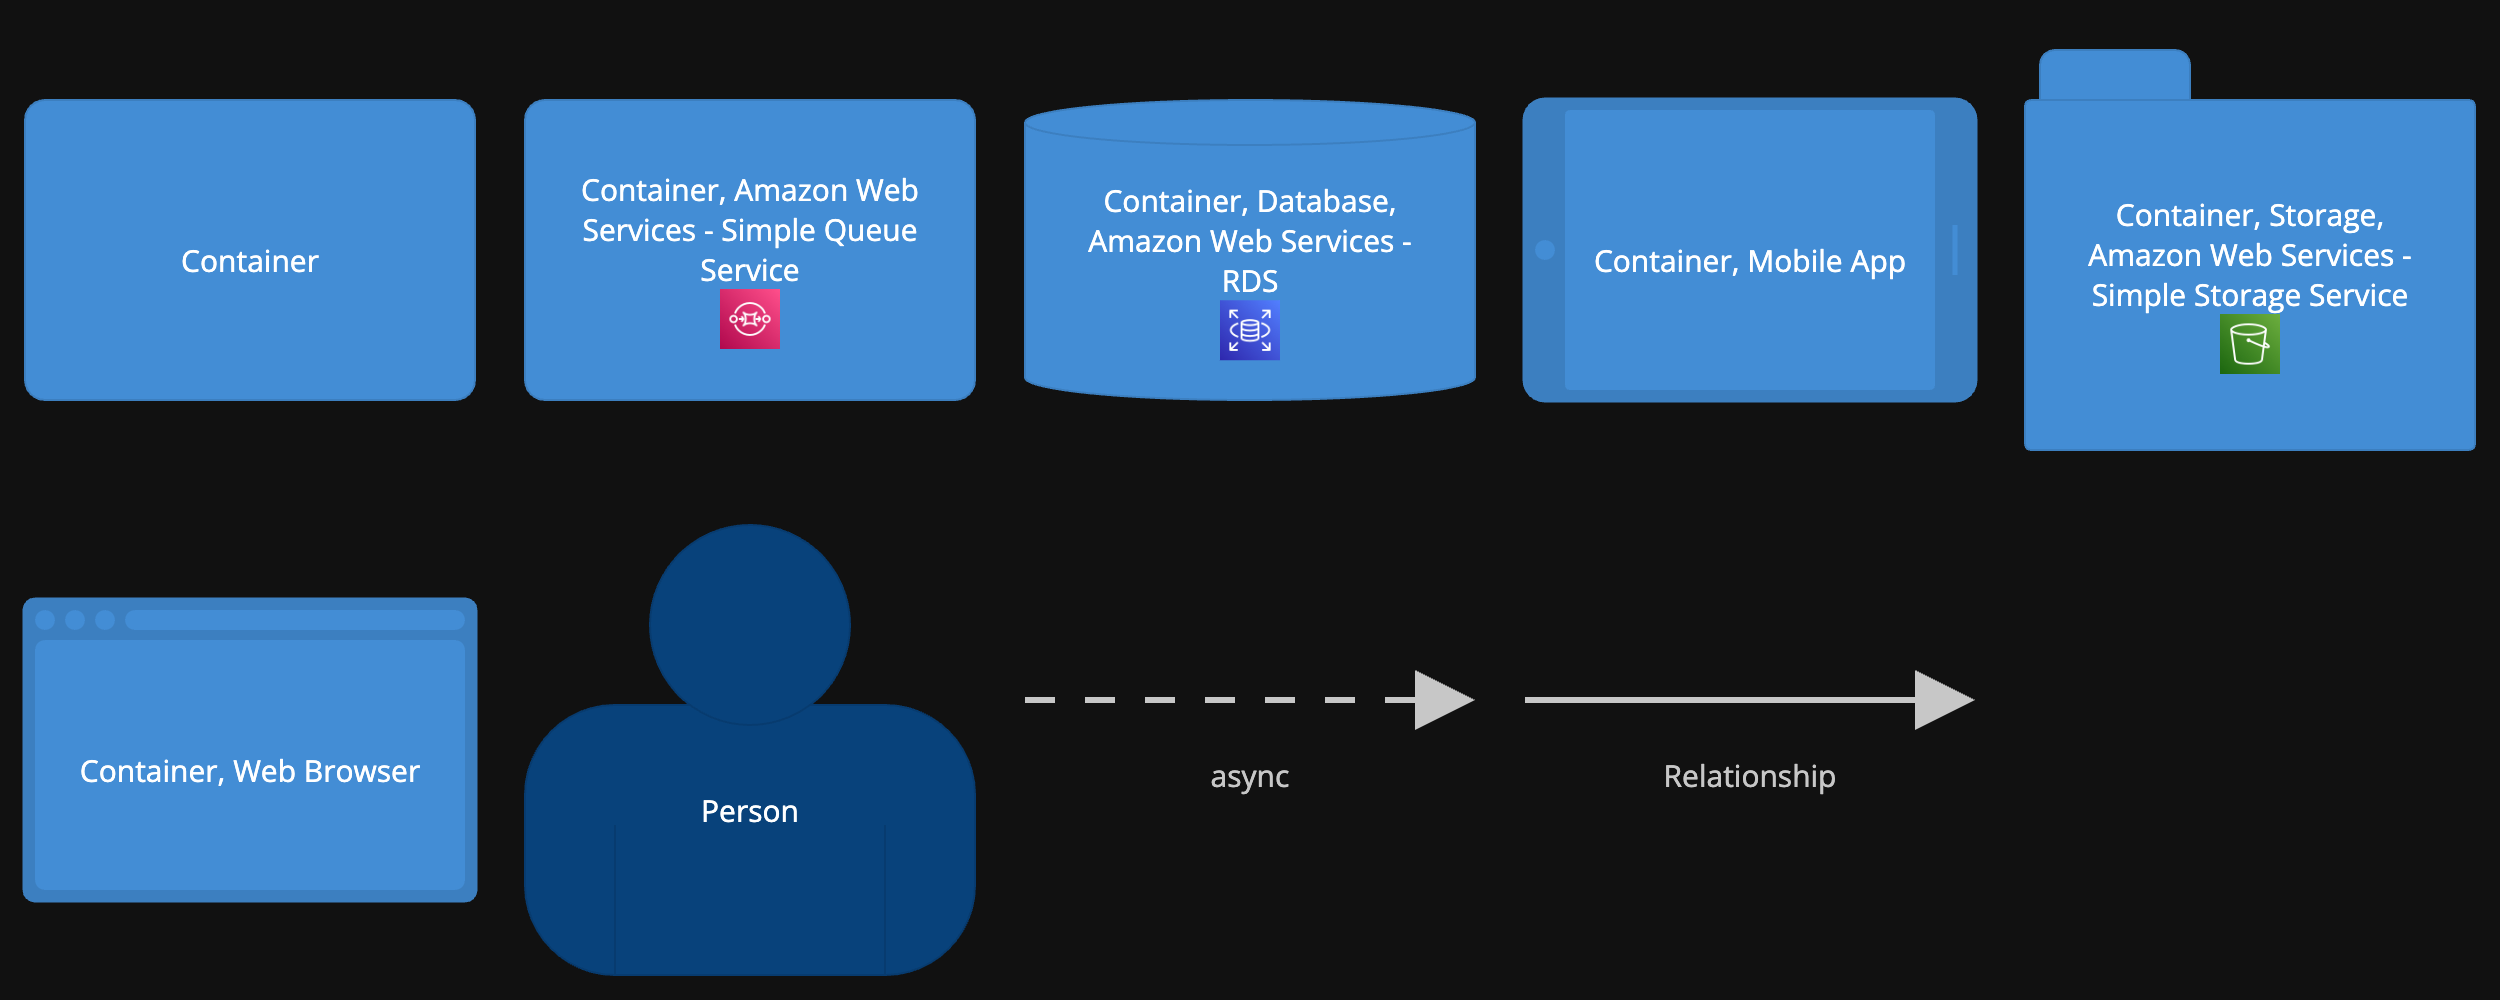 Container
Container, Amazon Web
Services - Simple Queue
Service
Container, Database,
Amazon Web Services -
RDS
Container, Mobile App
Container, Storage,
Amazon Web Services -
Simple Storage Service
Container, Web Browser
Person
async
Relationship